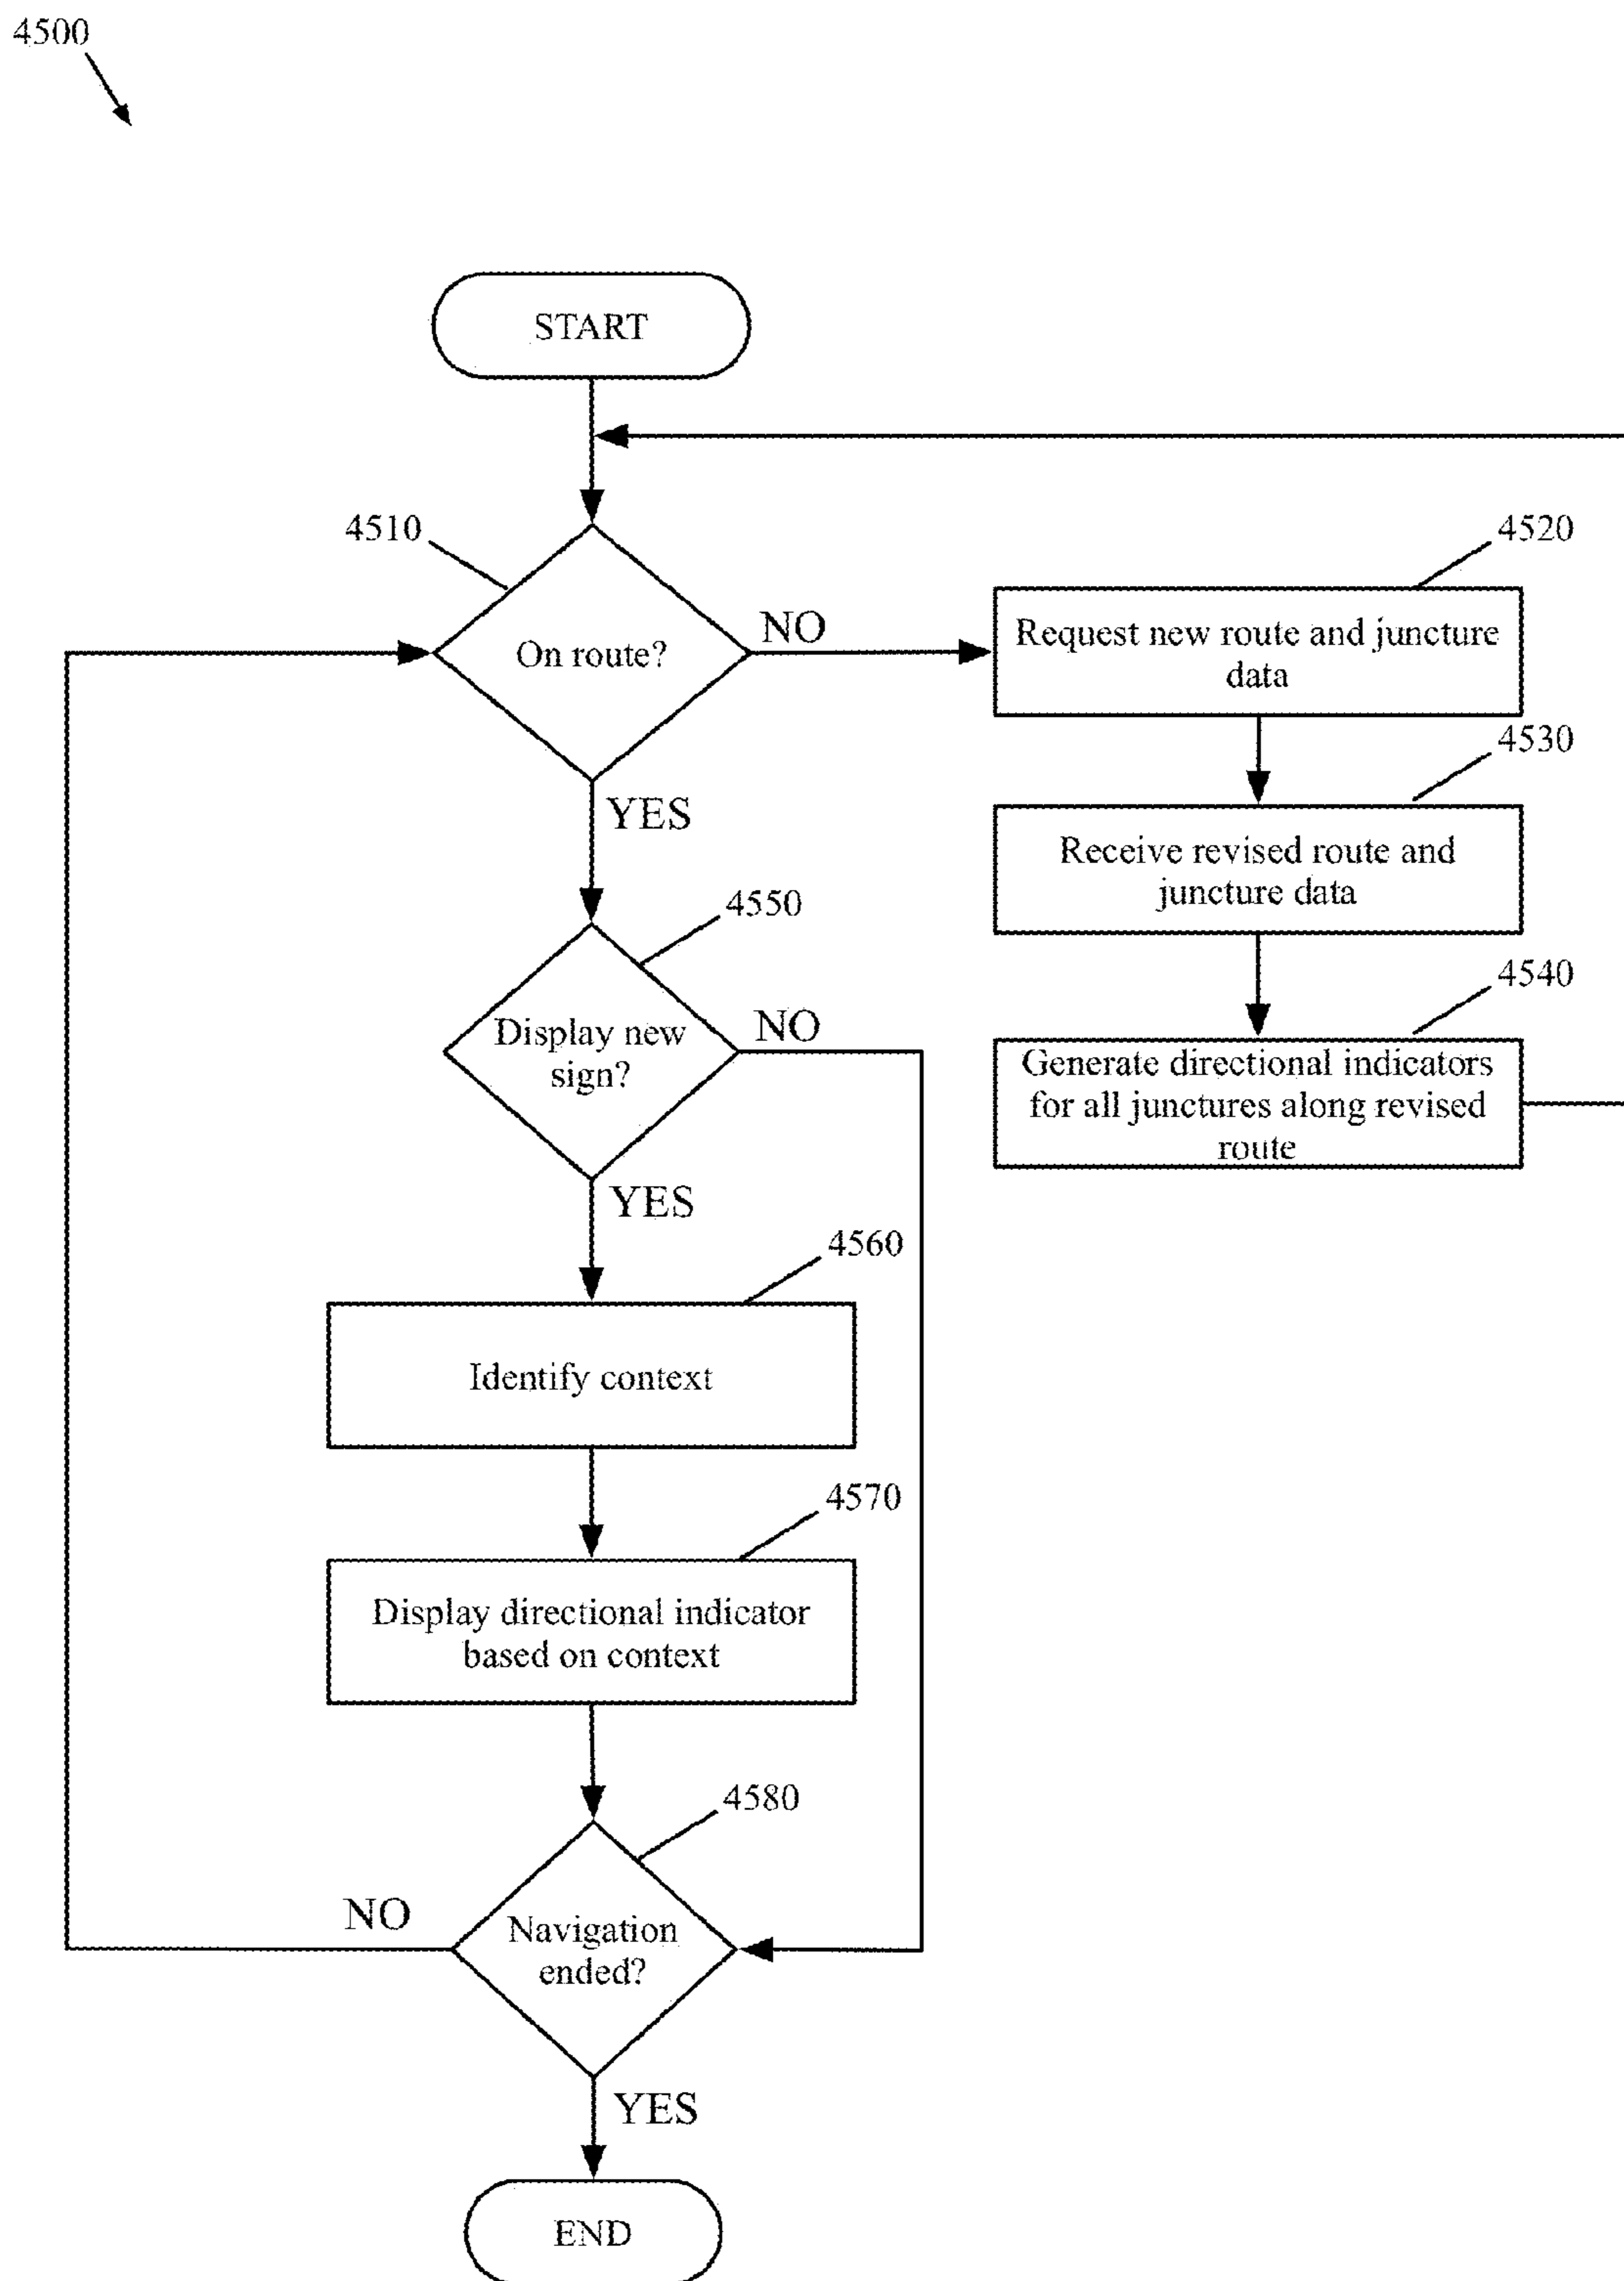 4500
START
4510
On route?
NO
4520
Request new route and juncture
data
YES
4530
Receive revised route and
juncture data
4550
Display new
sign?
NO
4540
Generate directional indicators
for all junctures along revised
route
YES
4560
Identify context
4570
Display directional indicator
based on context
4580
Navigation
ended?
NO
YES
END